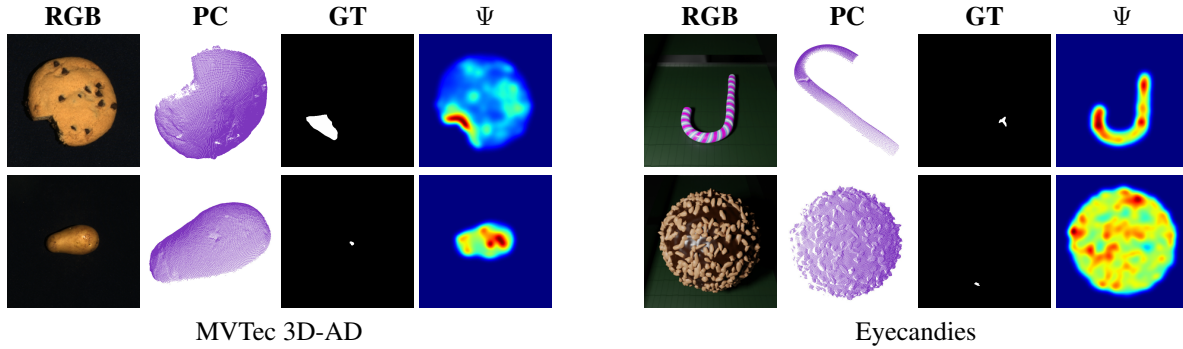 RGB PC GT Ψ RGB PC GT Ψ
MVTec 3D-AD Eyecandies